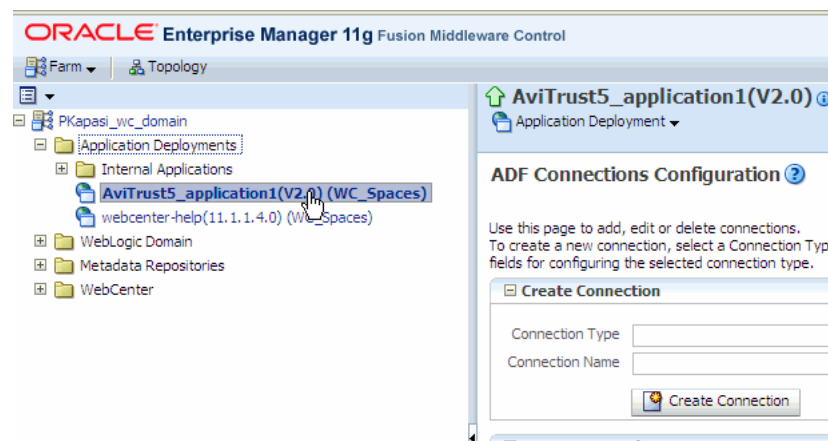 ORACLE Enterprise Manager 11g Fusion Middleware Control
Farm Topology
PKapasi_wc_domain
Application Deployments
Internal Applications
AviTrust5_application1(V2.0) (WC_Spaces)
webcenter-help(11.1.1.4.0) (WC_Spaces)
WebLogic Domain
Metadata Repositories
WebCenter
AviTrust5_application1(V2.0)
Application Deployment
ADF Connections Configuration
Use this page to add, edit or delete connections.
To create a new connection, select a Connection Typ
fields for configuring the selected connection type.
Create Connection
Connection Type
Connection Name
Create Connection